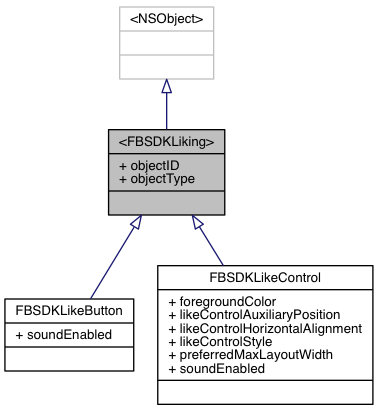 <NSObject>
<FBSDKLiking>
+ objectID
+ objectType
FBSDKLikeButton
+ soundEnabled
FBSDKLikeControl
+ foregroundColor
+ likeControlAuxiliaryPosition
+ likeControlHorizontalAlignment
+ likeControlStyle
+ preferredMaxLayoutWidth
+ soundEnabled